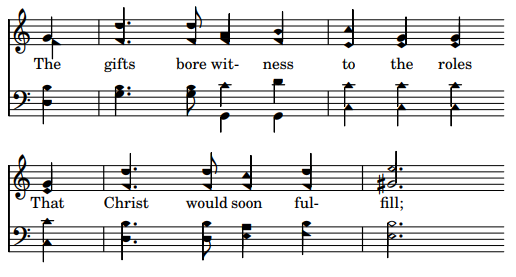 The gifts bore wit- ness to the roles
That Christ would soon ful- fill;